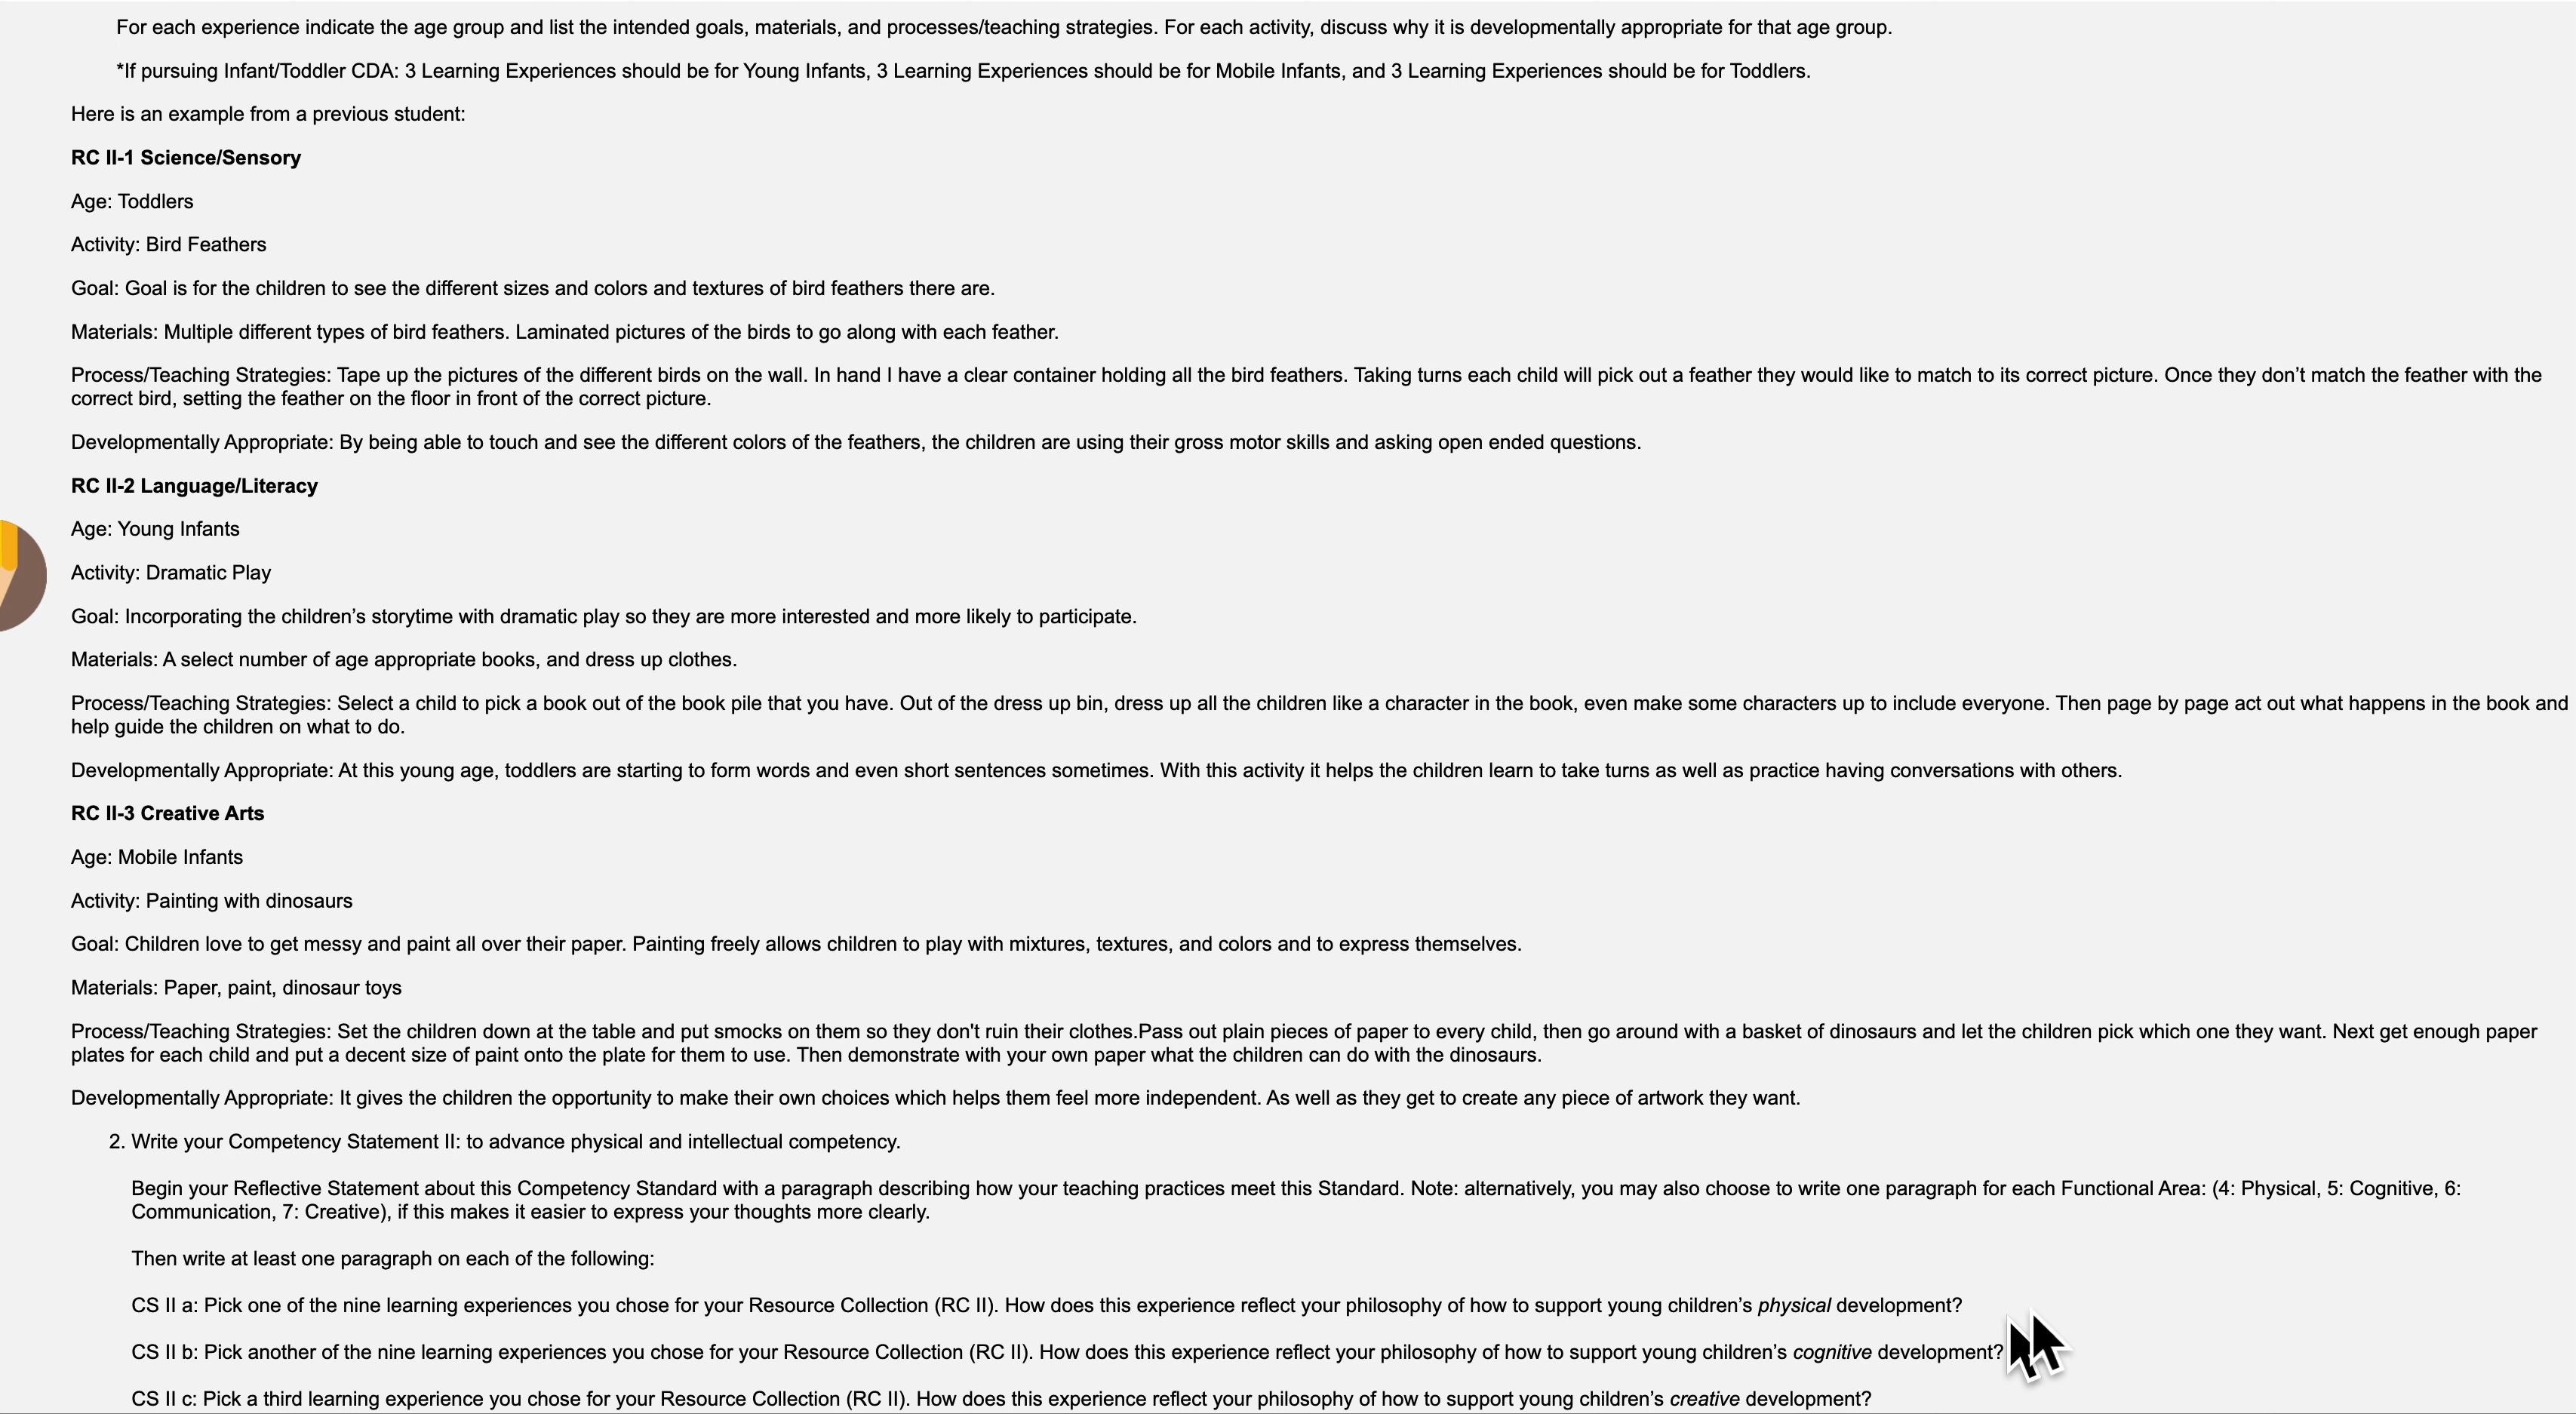 For each experience indicate the age group and list the intended goals, materials, and processes/teaching strategies. For each activity, discuss why it is developmentally appropriate for that age group.
*If pursuing Infant/Toddler CDA: 3 Learning Experiences should be for Young Infants, 3 Learning Experiences should be for Mobile Infants, and 3 Learning Experiences should be for Toddlers.
Here is an example from a previous student:
RC II-1 Science/Sensory
Age: Toddlers
Activity: Bird Feathers
Goal: Goal is for the children to see the different sizes and colors and textures of bird feathers there are.
Materials: Multiple different types of bird feathers. Laminated pictures of the birds to go along with each feather.
Process/Teaching Strategies: Tape up the pictures of the different birds on the wall. In hand I have a clear container holding all the bird feathers. Taking turns each child will pick out a feather they would like to match to its correct picture. Once they don’t match the feather with the
correct bird, setting the feather on the floor in front of the correct picture.
Developmentally Appropriate: By being able to touch and see the different colors of the feathers, the children are using their gross motor skills and asking open ended questions.
RC II-2 Language/Literacy
Age: Young Infants
Activity: Dramatic Play
Goal: Incorporating the children’s storytime with dramatic play so they are more interested and more likely to participate.
Materials: A select number of age appropriate books, and dress up clothes.
Process/Teaching Strategies: Select a child to pick a book out of the book pile that you have. Out of the dress up bin, dress up all the children like a character in the book, even make some characters up to include everyone. Then page by page act out what happens in the book and
help guide the children on what to do.
Developmentally Appropriate: At this young age, toddlers are starting to form words and even short sentences sometimes. With this activity it helps the children learn to take turns as well as practice having conversations with others.
RC II-3 Creative Arts
Age: Mobile Infants
Activity: Painting with dinosaurs
Goal: Children love to get messy and paint all over their paper. Painting freely allows children to play with mixtures, textures, and colors and to express themselves.
Materials: Paper, paint, dinosaur toys
Process/Teaching Strategies: Set the children down at the table and put smocks on them so they don't ruin their clothes.Pass out plain pieces of paper to every child, then go around with a basket of dinosaurs and let the children pick which one they want. Next get enough paper
plates for each child and put a decent size of paint onto the plate for them to use. Then demonstrate with your own paper what the children can do with the dinosaurs.
Developmentally Appropriate: It gives the children the opportunity to make their own choices which helps them feel more independent. As well as they get to create any piece of artwork they want.
2. Write your Competency Statement II: to advance physical and intellectual competency.
Begin your Reflective Statement about this Competency Standard with a paragraph describing how your teaching practices meet this Standard. Note: alternatively, you may also choose to write one paragraph for each Functional Area: (4: Physical, 5: Cognitive, 6:
Communication, 7: Creative), if this makes it easier to express your thoughts more clearly.
Then write at least one paragraph on each of the following:
CS II a: Pick one of the nine learning experiences you chose for your Resource Collection (RC II). How does this experience reflect your philosophy of how to support young children’s physical development?
CS II b: Pick another of the nine learning experiences you chose for your Resource Collection (RC II). How does this experience reflect your philosophy of how to support young children’s cognitive development?
CS II c: Pick a third learning experience you chose for your Resource Collection (RC II). How does this experience reflect your philosophy of how to support young children’s creative development?